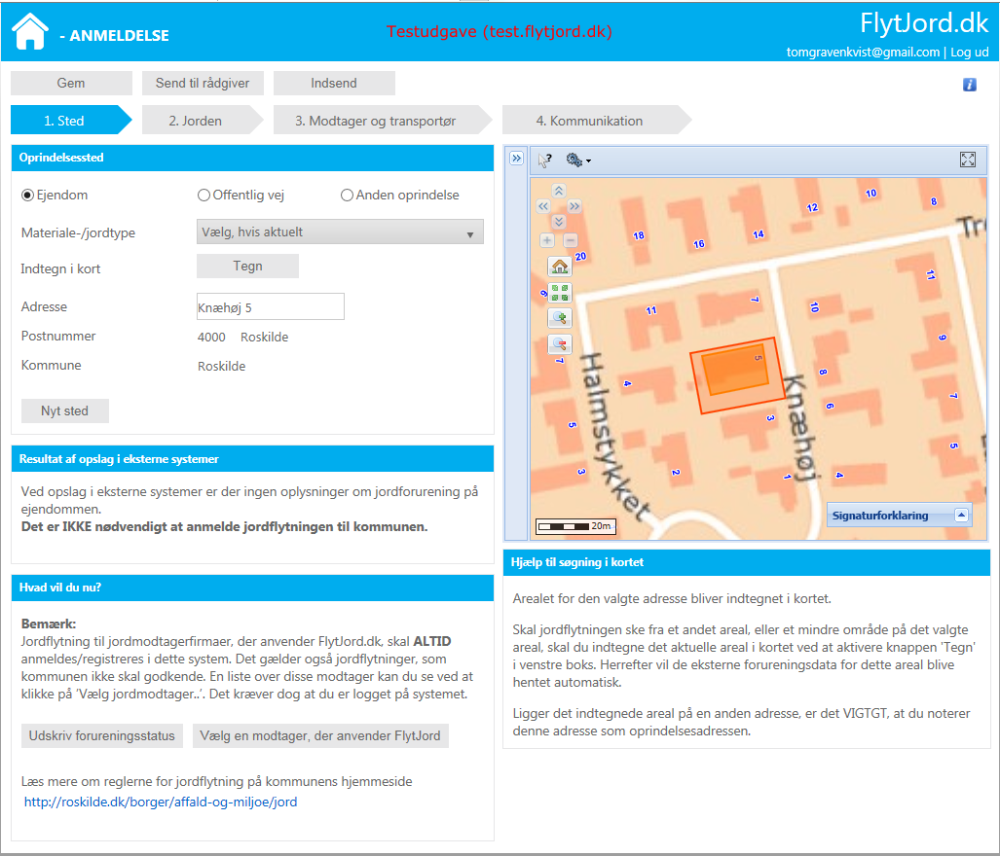 - ANMELDELSE
Testudgave (test.flytjord.dk)
FlytJord.dk
tomgravenkvist@gmail.com | Log ud
Gem
Send til rådgiver
Indsend
1. Sted
2. Jorden
3. Modtager og transportør
4. Kommunikation
Oprindelsessted
Ejendom
Offentlig vej
Anden oprindelse
Materiale-/jordtype
Vælg, hvis aktuelt
Indtegn i kort
Tegn
Adresse
Knæhøj 5
Postnummer
4000 Roskilde
Kommune
Roskilde
Nyt sted
Resultat af opslag i eksterne systemer
Ved opslag i eksterne systemer er der ingen oplysninger om jordforurening på
ejendommen.
Det er IKKE nødvendigt at anmelde jordflytningen til kommunen.
Hvad vil du nu?
Bemærk:
Jordflytning til jordmodtagerfirmaer, der anvender FlytJord.dk, skal ALTID
anmeldes/registreres i dette system. Det gælder også jordflytninger, som
kommunen ikke skal godkende. En liste over disse modtager kan du se ved at
klikke på 'Vælg jordmodtager..'. Det kræver dog at du er logget på systemet.
Udskriv forureningsstatus
Vælg en modtager, der anvender FlytJord
Læs mere om reglerne for jordflytning på kommunens hjemmeside
http://roskilde.dk/borger/affald-og-miljoe/jord
12
10
8
18
16
14
20
Tr
11
9
11
7
10
9
7
5
4
8
7
6
3
5
5
3
2
1
4
Halmstykket
Knæhøj
20m
Signaturforklaring
Hjælp til søgning i kortet
Arealet for den valgte adresse bliver indtegnet i kortet.
Skal jordflytningen ske fra et andet areal, eller et mindre område på det valgte
areal, skal du indtegne det aktuelle areal i kortet ved at aktivere knappen 'Tegn'
i venstre boks. Herrefter vil de eksterne forureningsdata for dette areal blive
hentet automatisk.
Ligger det indtegnede areal på en anden adresse, er det VIGTGT, at du noterer
denne adresse som oprindelsesadressen.